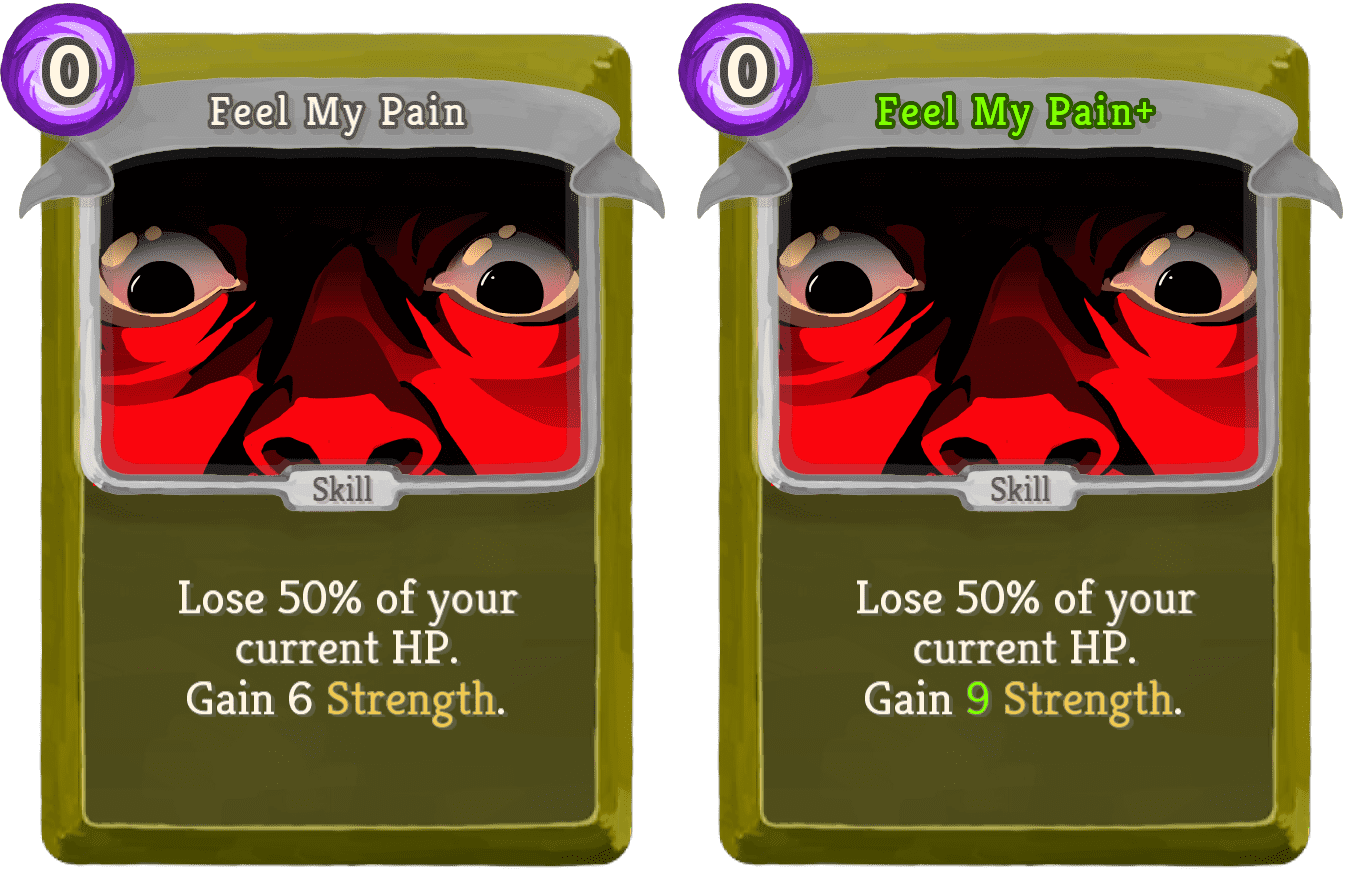 0
Feel My Pain
Skill
Lose 50% of your
current HP.
Gain 6 Strength.
0
Feel My Pain+
Skill
Lose 50% of your
current HP.
Gain 9 Strength.